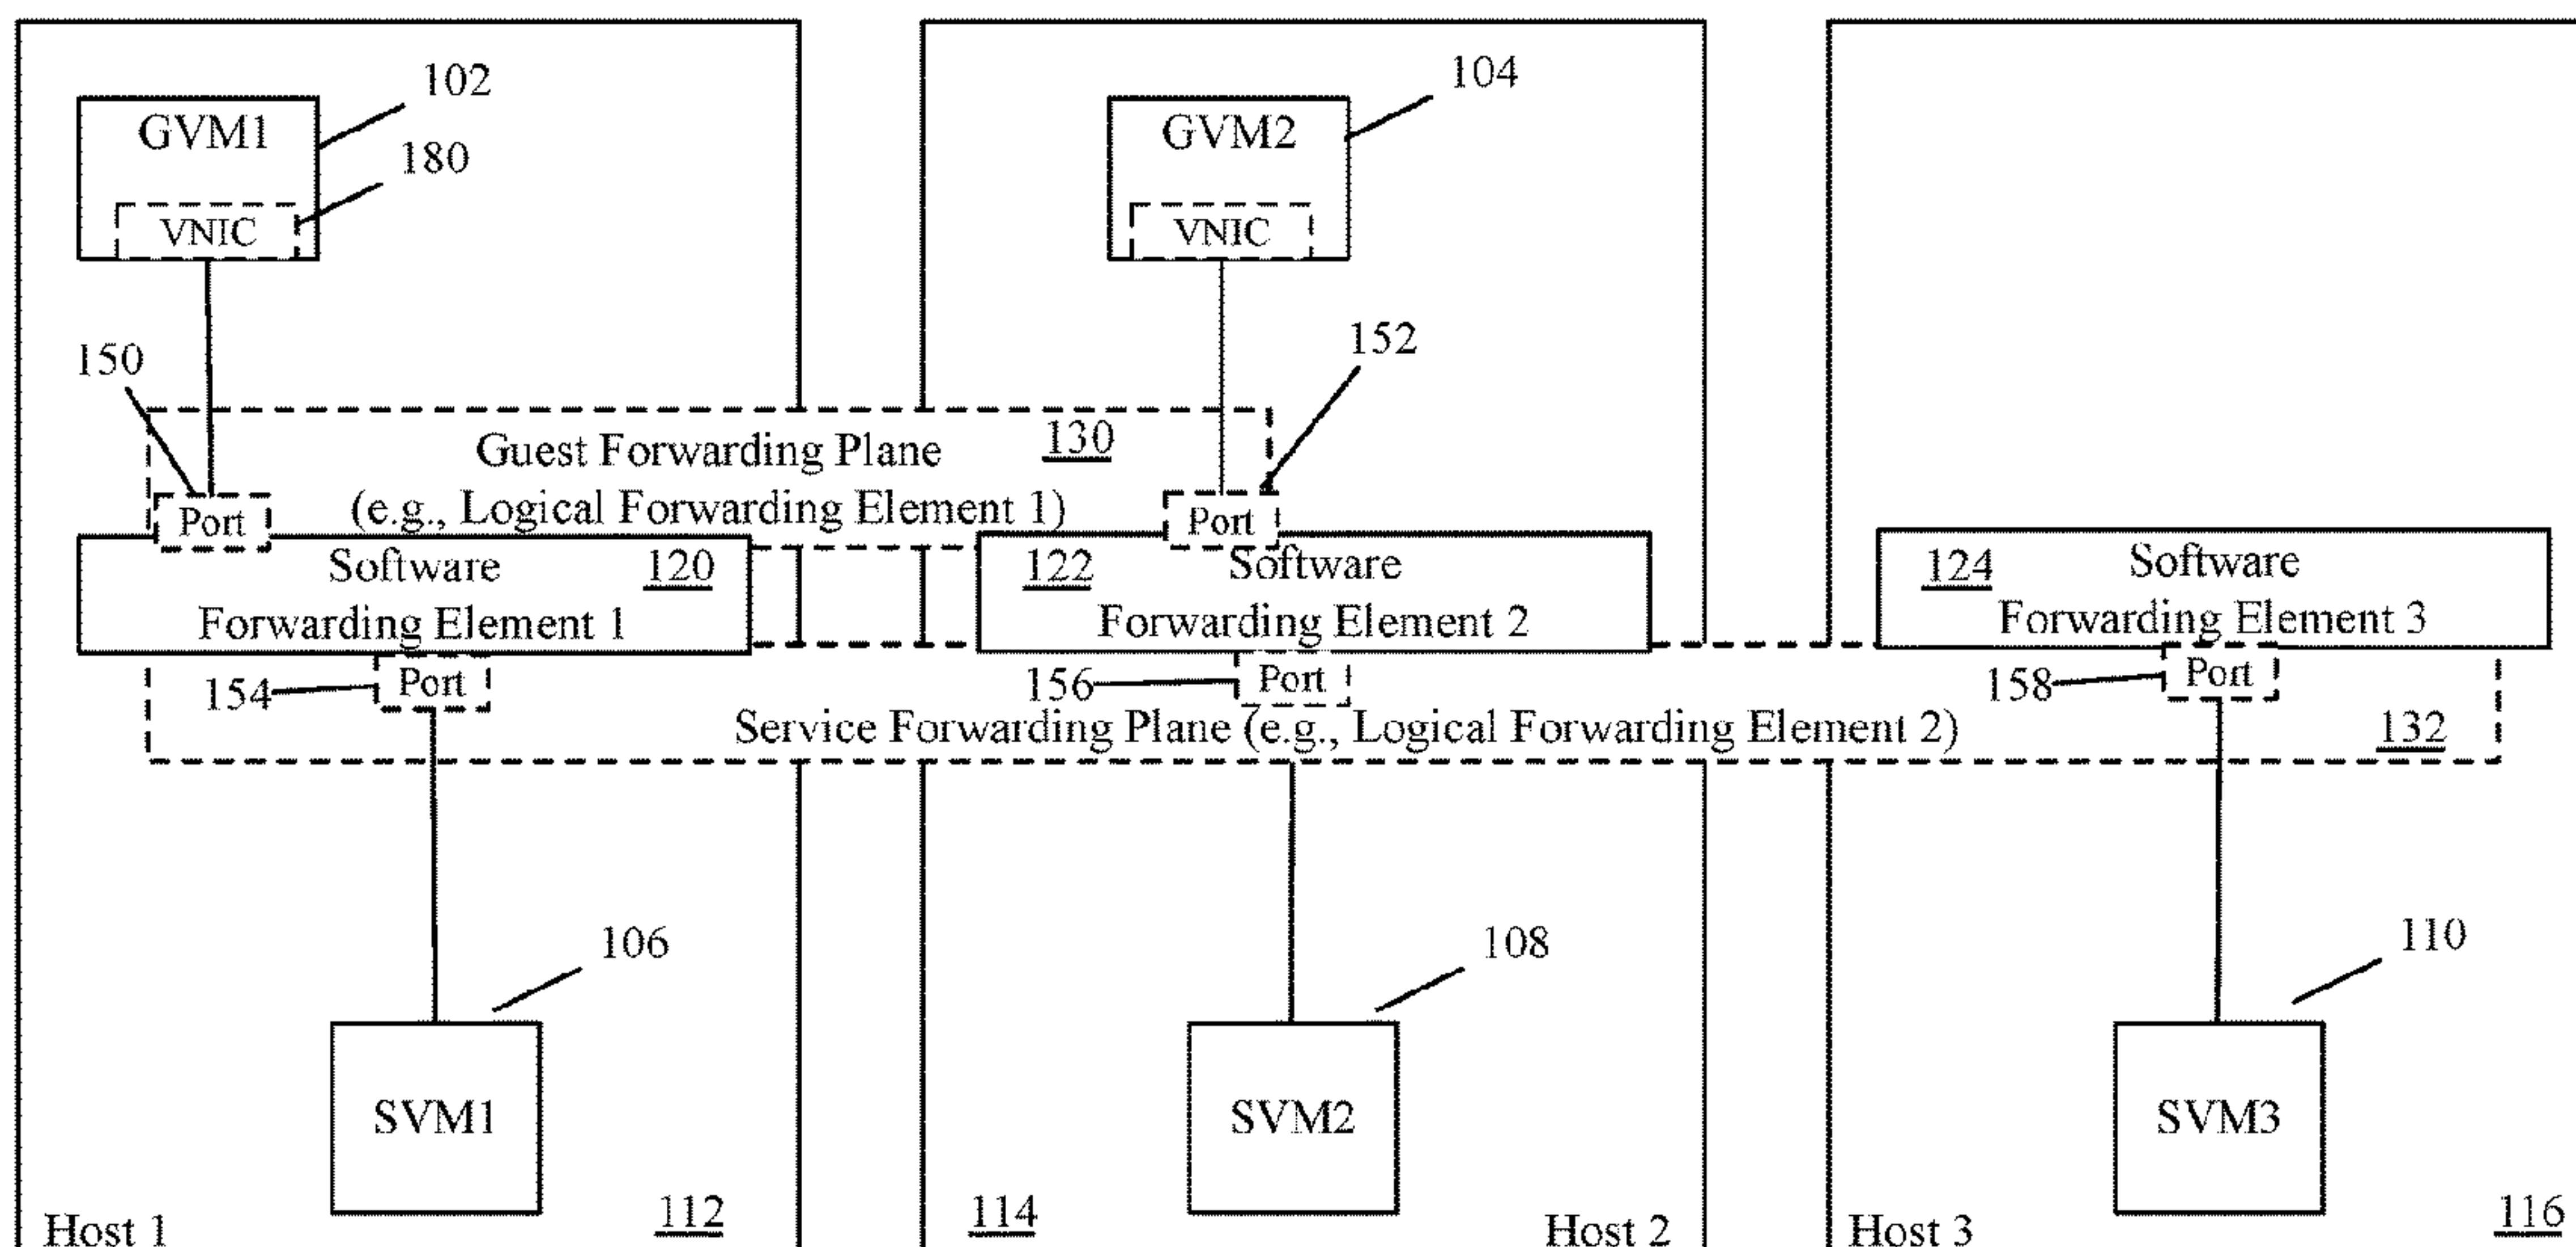 102
104
GVM1
GVM2
180
VNIC
VNIC
150
152
Guest Forwarding Plane
130
(e.g., Logical Forwarding Element 1)
Port
Port
Software
120
Forwarding Element 1
122
Software
Forwarding Element 2
124
Software
Forwarding Element 3
154
Port
156
Port
158
Port
Service Forwarding Plane (e.g., Logical Forwarding Element 2)
132
106
108
110
SVM1
SVM2
SVM3
Host 1
112
114
Host 2
Host 3
116